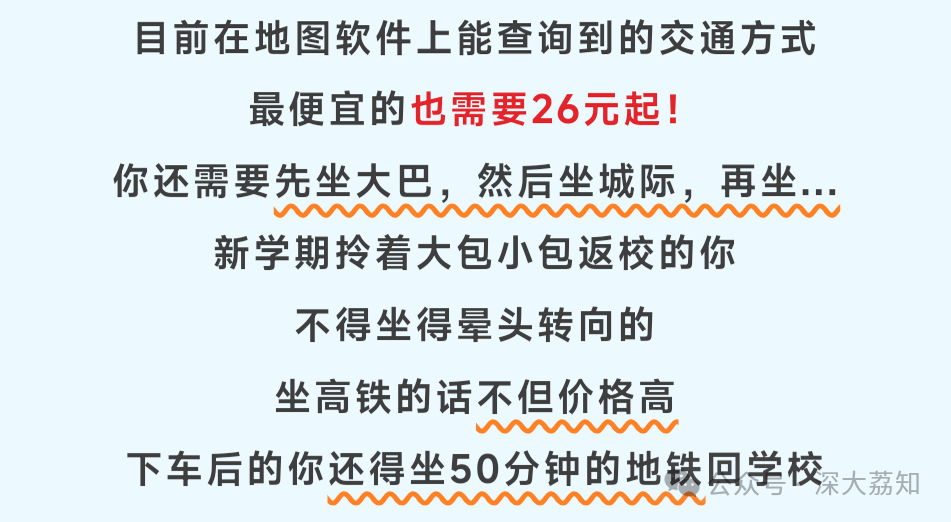 目前在地图软件上能查询到的交通方式
最便宜的也需要26元起！
你还需要先坐大巴，然后坐城际，再坐...
新学期拎着大包小包返校的你
不得坐得晕头转向的
坐高铁的话不但价格高
下车后的你还得坐50分钟的地铁回学校
公众号 深大荔知